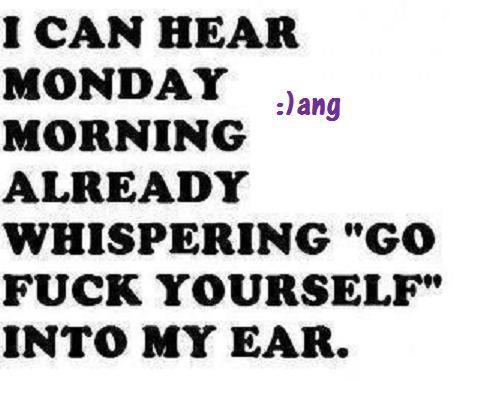 I CAN HEAR
MONDAY
:)ang
MORNING
ALREADY
WHISPERING "GO
FUCK YOURSELF"
INTO MY EAR.